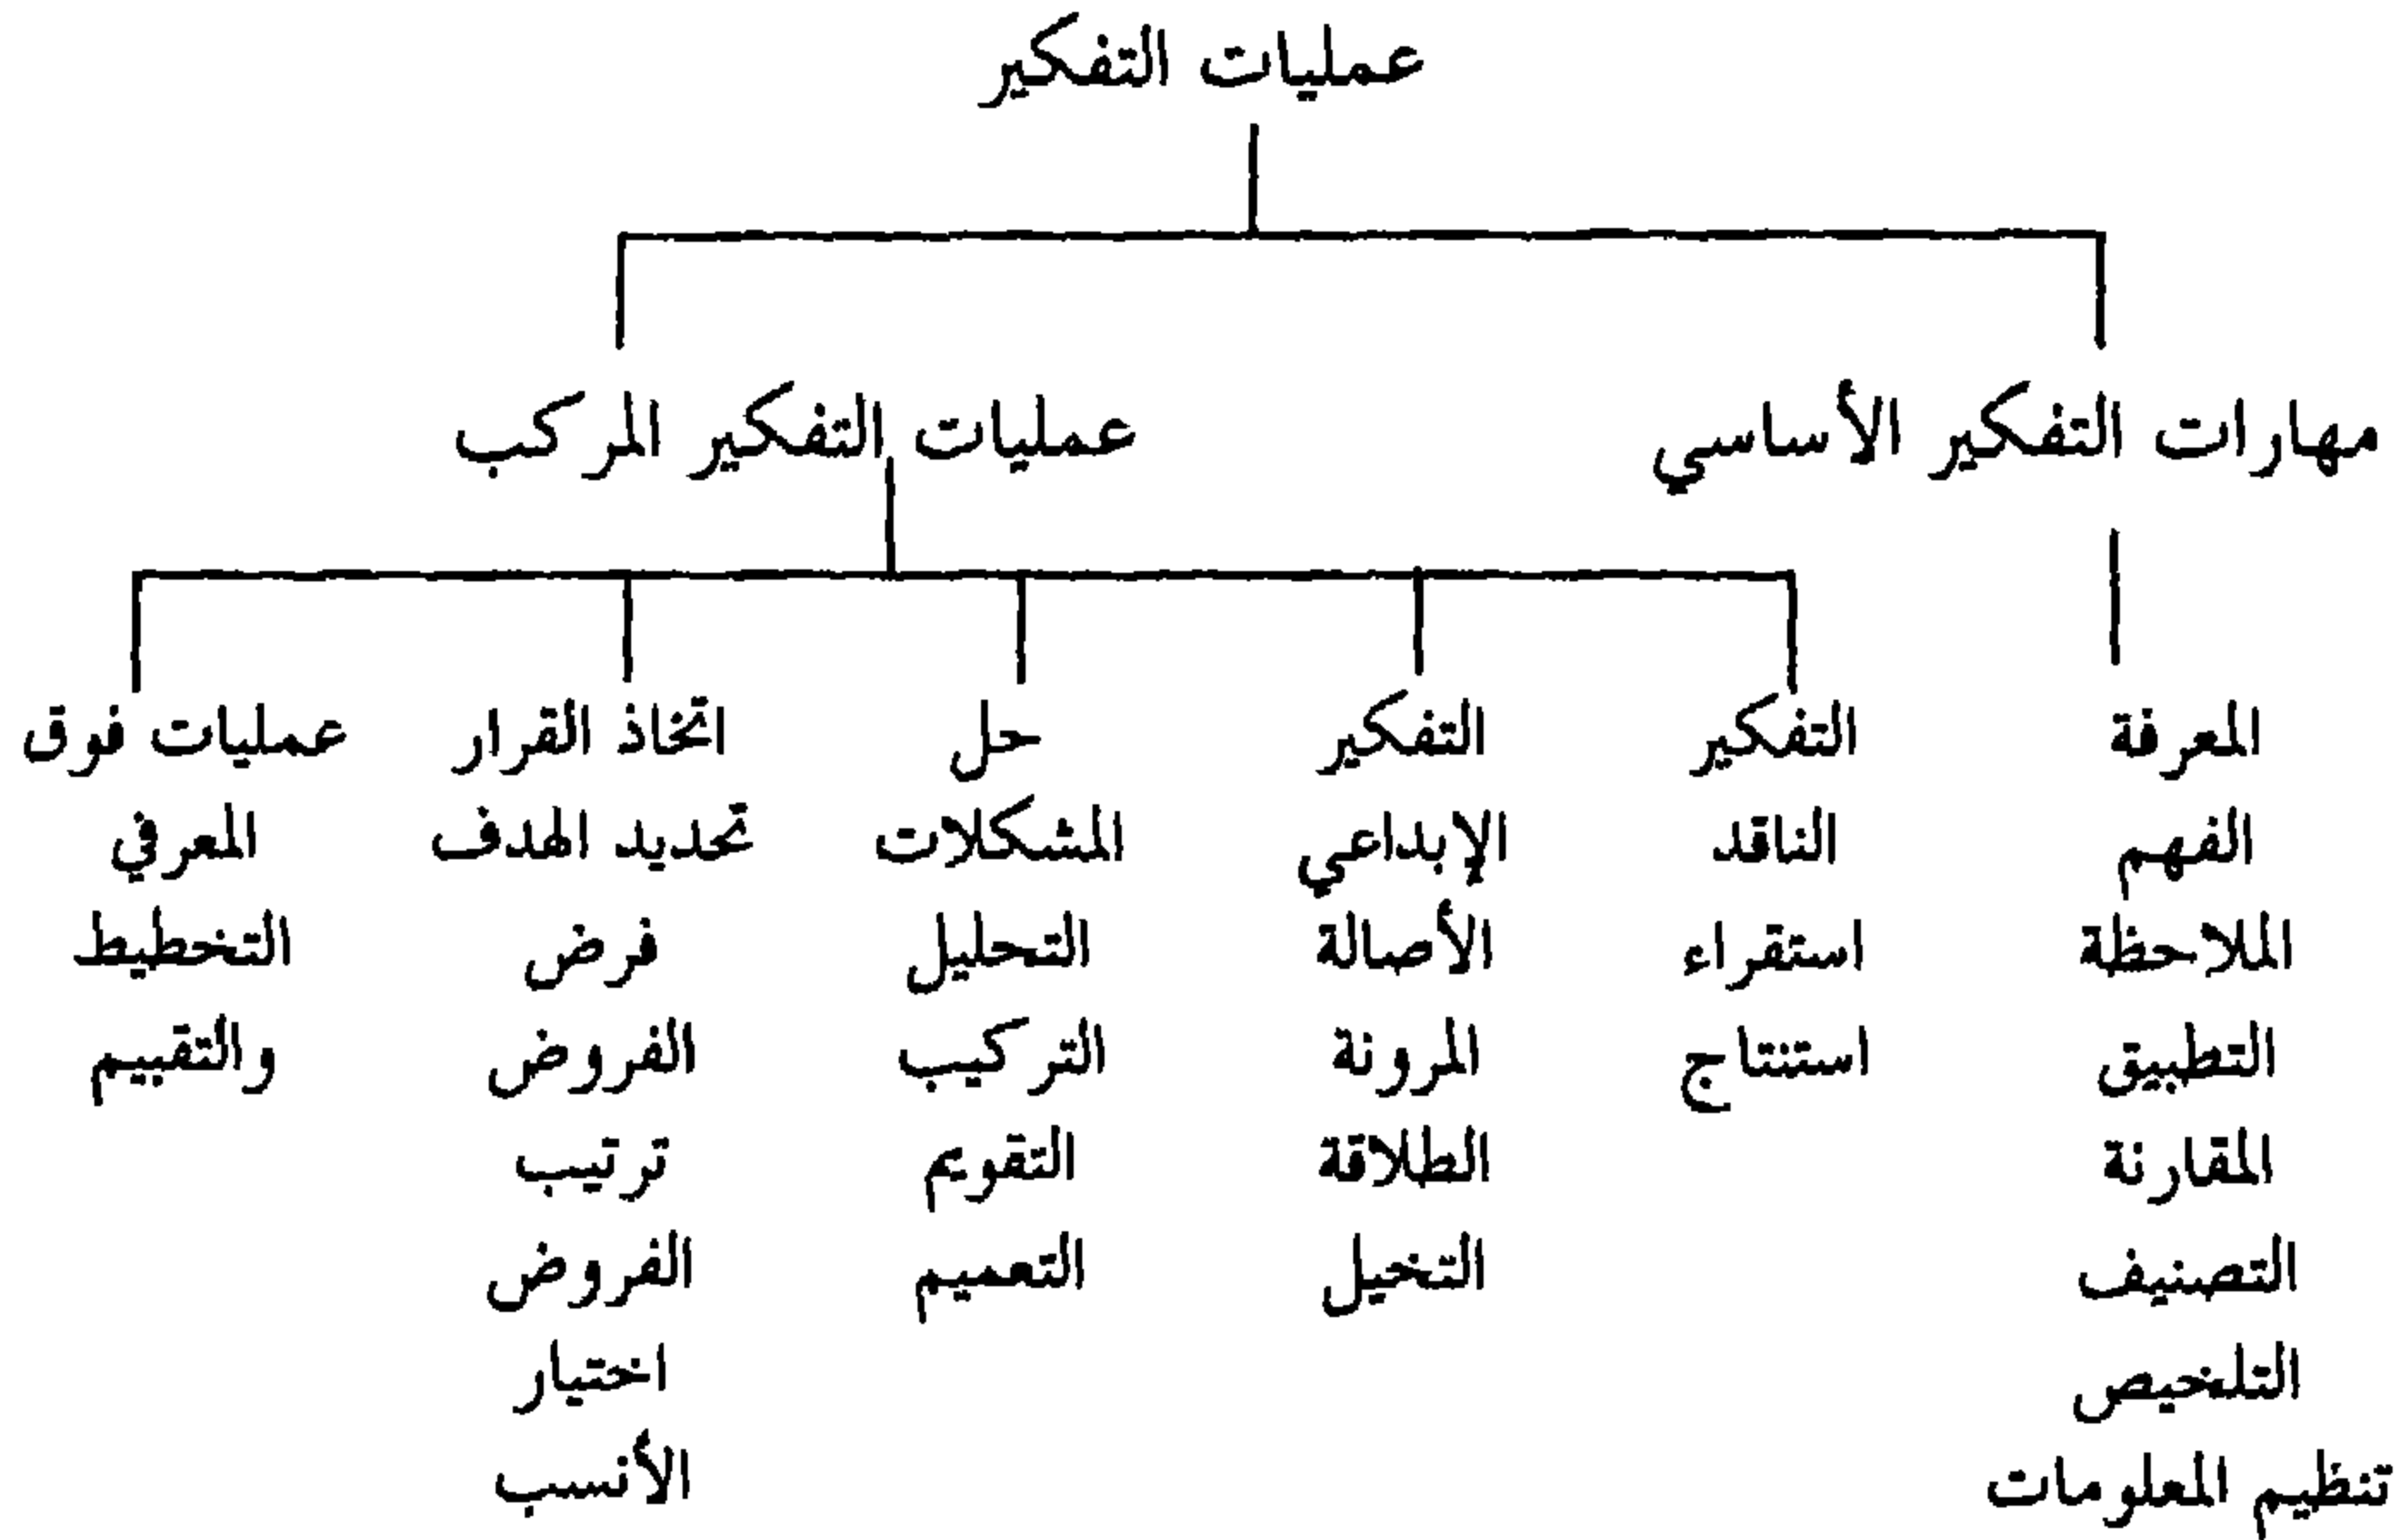 عمليات التفكير
مهارات التفكير الأساسي
عمليات التفكير المركب
المعرفة
الفهم
الملاحظة
التطبيق
المقارنة
التصنيف
التلخيص
تنظيم المعلومات
التفكير
الناقد
استقراء
استنتاج
التفكير
الإبداعي
الأصالة
المرونة
الطلاقة
التخيل
حل
المشكلات
التحليل
التركيب
التقويم
التعميم
اتخاذ القرار
تحديد الهدف
فرض
الفروض
ترتيب
الفروض
اختيار
الأنسب
عمليات فوق
المعرفي
التخطيط
والتقييم